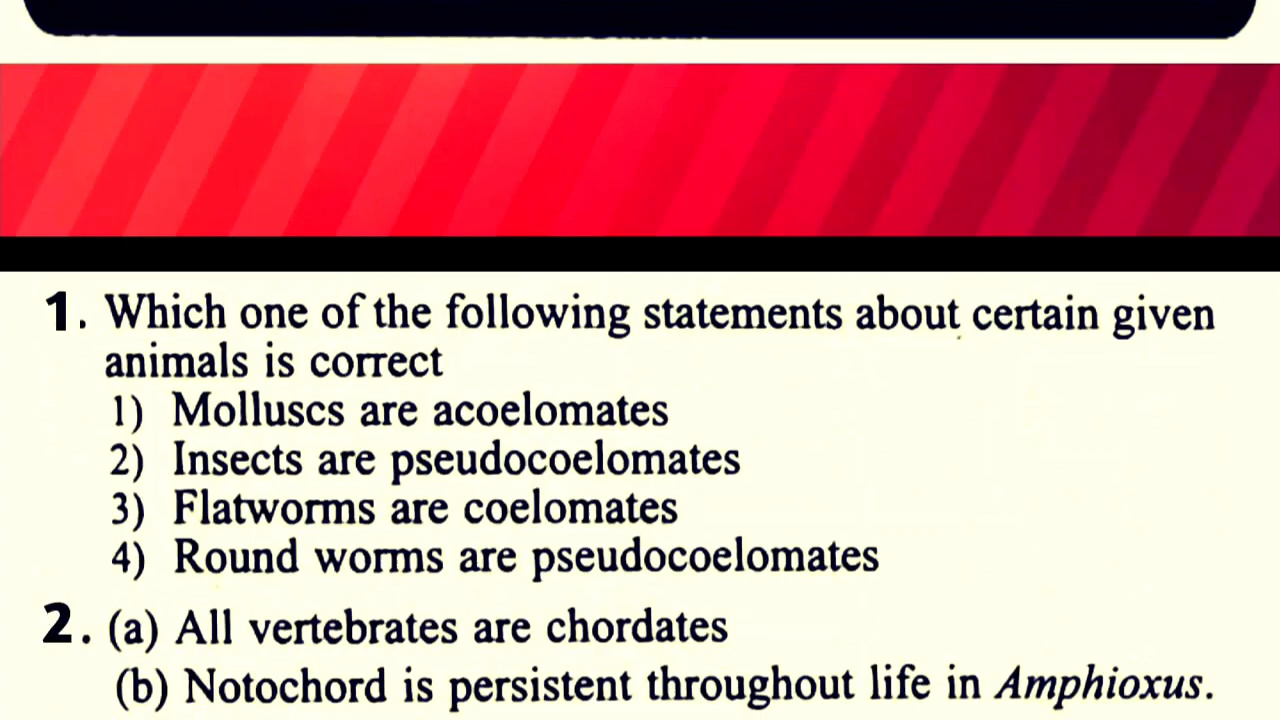 1. Which one of the following statements about certain given
animals is correct
1) Molluscs are acoelomates
2) Insects are pseudocoelomates
3) Flatworms are coelomates
4) Round worms are pseudocoelomates
2. (a) All vertebrates are chordates
(b) Notochord is persistent throughout life in Amphioxus.